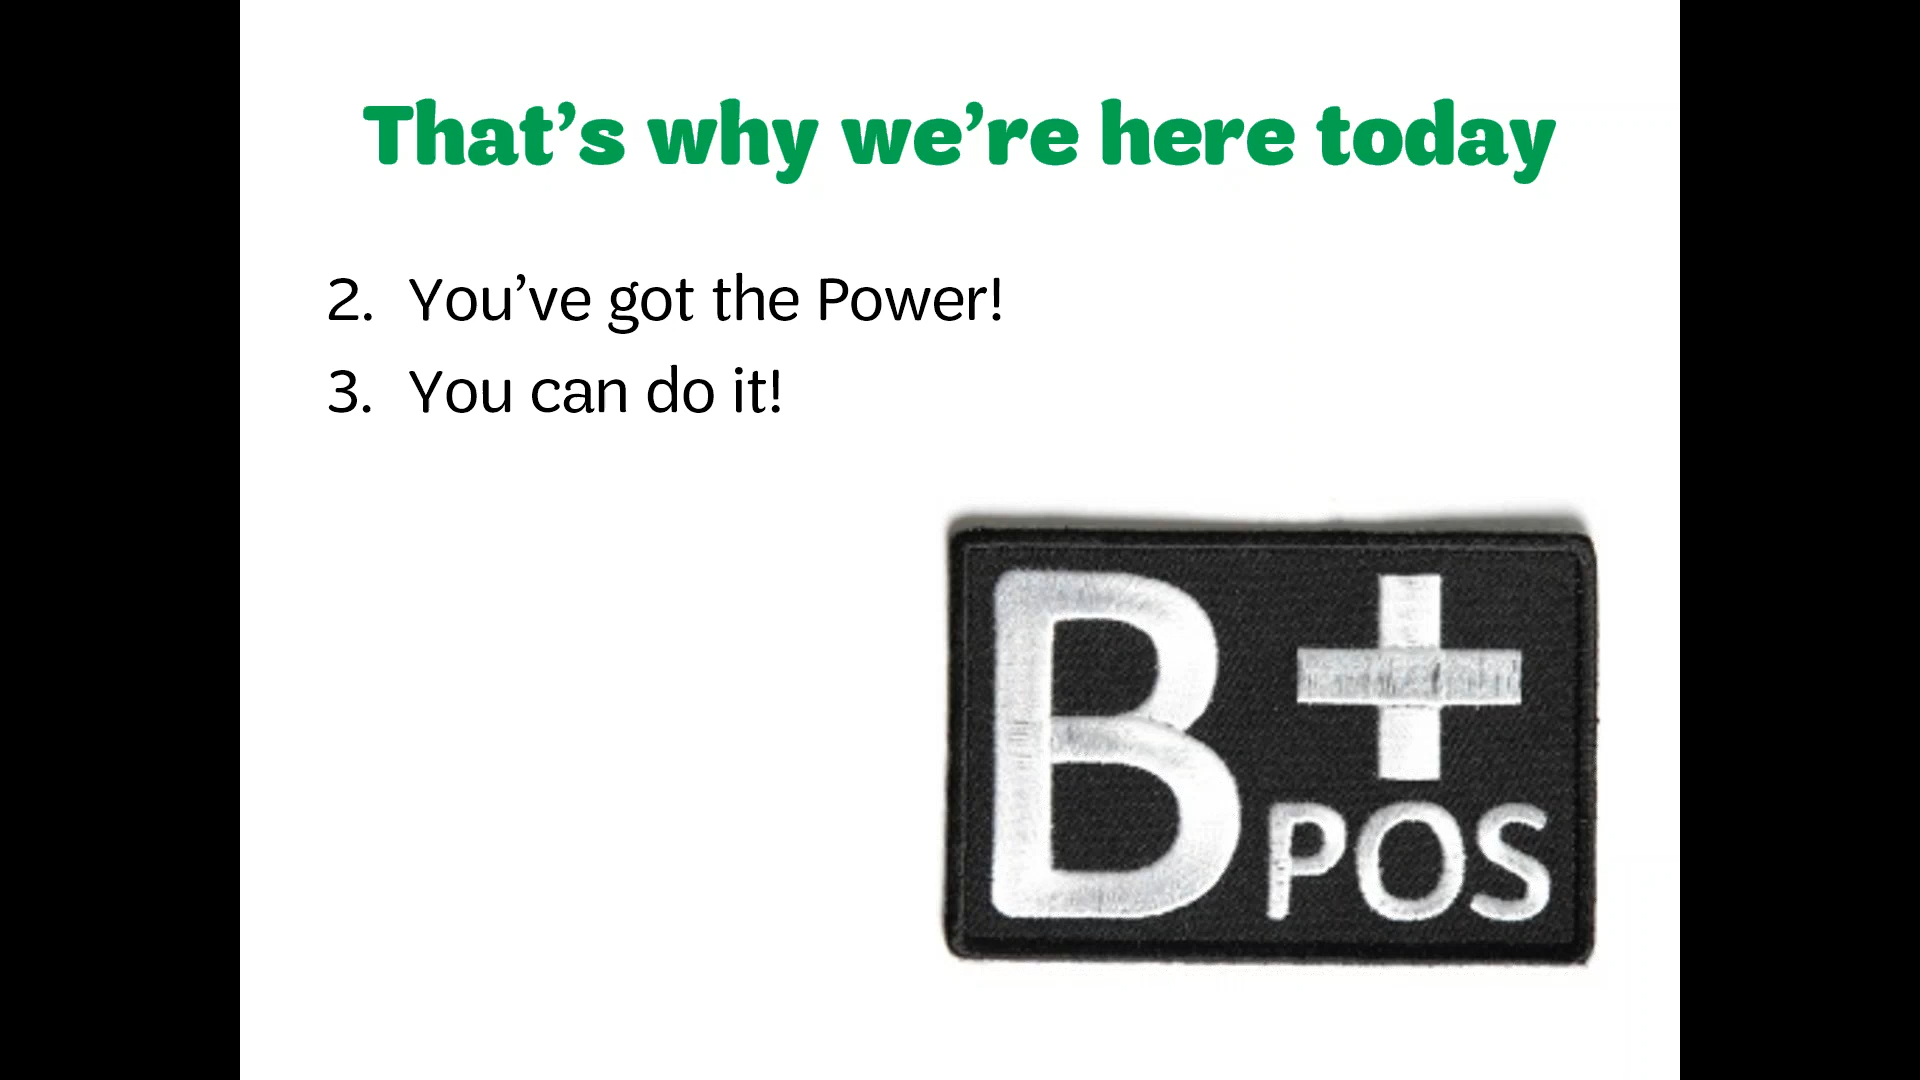 That's why we're here today
2. You've got the Power!
3. You can do it!
B+
POS